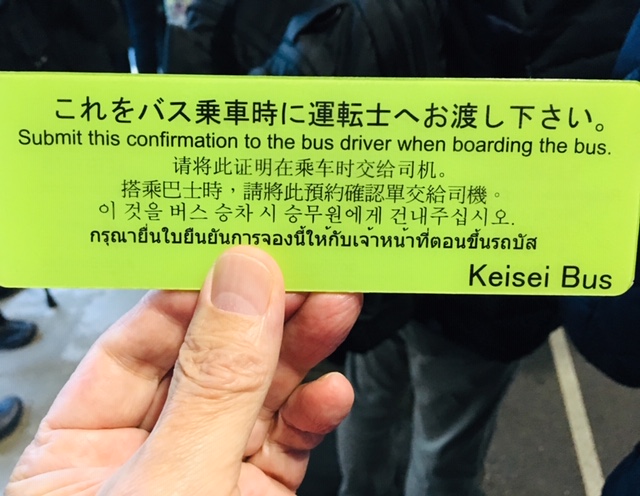 これをバス乗車時に運転士へお渡し下さい。
Submit this confirmation to the bus driver when boarding the bus.
请将此证明在乘车时交给司机。
搭乘巴士時，請將此預約確認單交給司機。
이 것을 버스 승차 시 승무원에게 건내주십시오.
กรุณายื่นใบยืนยันการจองนี้ให้กับเจ้าหน้าที่ตอนขึ้นรถบัส
Keisei Bus